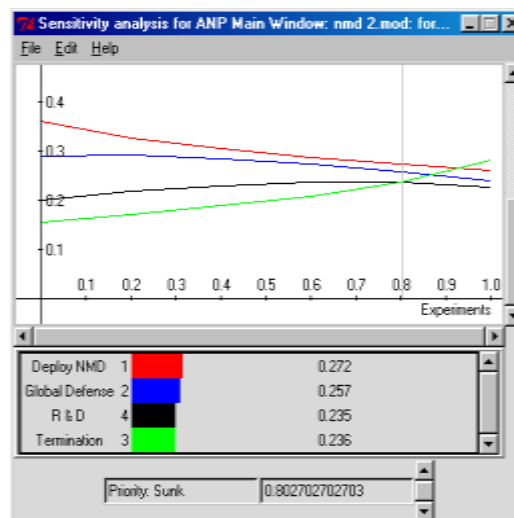 Sensitivity analysis for ANP Main Window: nmd 2.mod: for...
File Edit Help
0.4
0.3
0.2
0.1
0.1 0.2 0.3 0.4 0.5 0.6 0.7 0.8 0.9 1.0
Experiments
Deploy NMD 1 0.272
Global Defense 2 0.257
R & D 4 0.235
Termination 3 0.236
Priority: Sunk. 0.802702702703